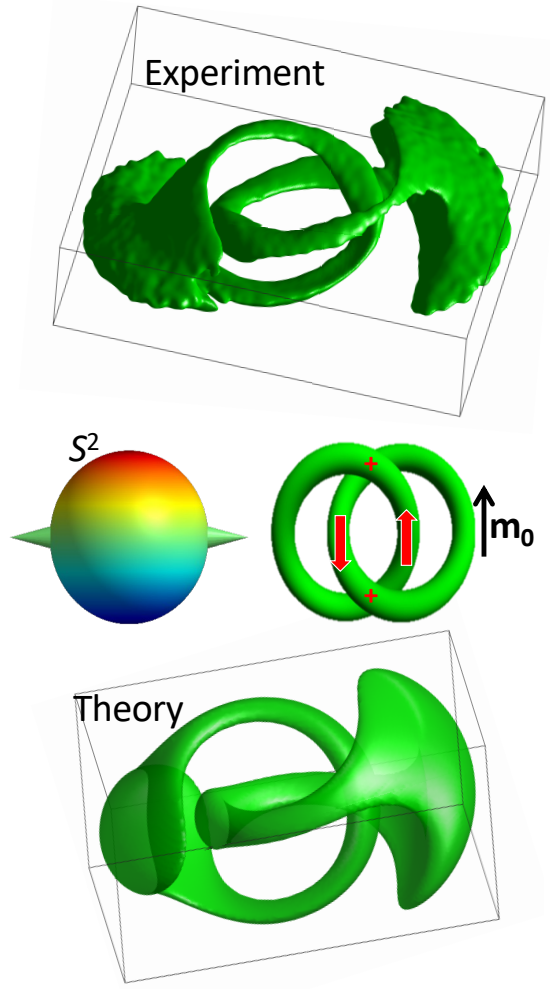 Experiment
S²
+
m₀
+
Theory